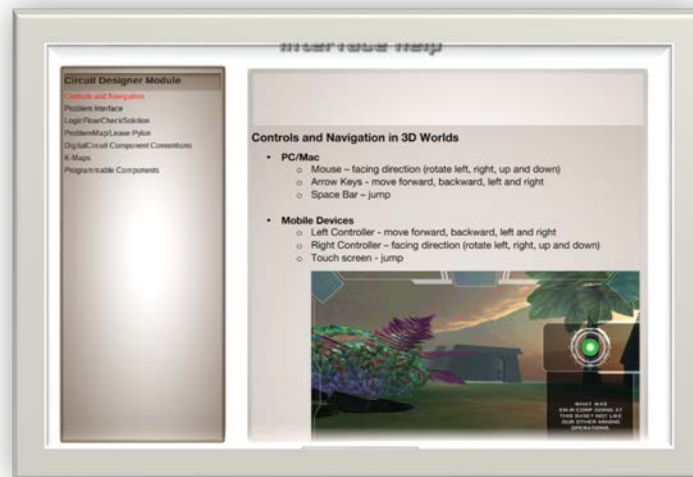 Interface Help
Circuit Designer Module
Controls and Navigation
Problem Interface
LogicFlow/CheckSolution
ProblemMap/Leave Pylon
DigitalCircuit Component Conventions
K-Maps
Programmable Components
Controls and Navigation in 3D Worlds
• PC/Mac
o Mouse – facing direction (rotate left, right, up and down)
o Arrow Keys - move forward, backward, left and right
o Space Bar – jump
• Mobile Devices
o Left Controller - move forward, backward, left and right
o Right Controller – facing direction (rotate left, right, up and down)
o Touch screen - jump
WHAT WAS
EN-R CORP DOING AT
THIS BASE? NOT LIKE
OUR OTHER MINING
OPERATIONS.